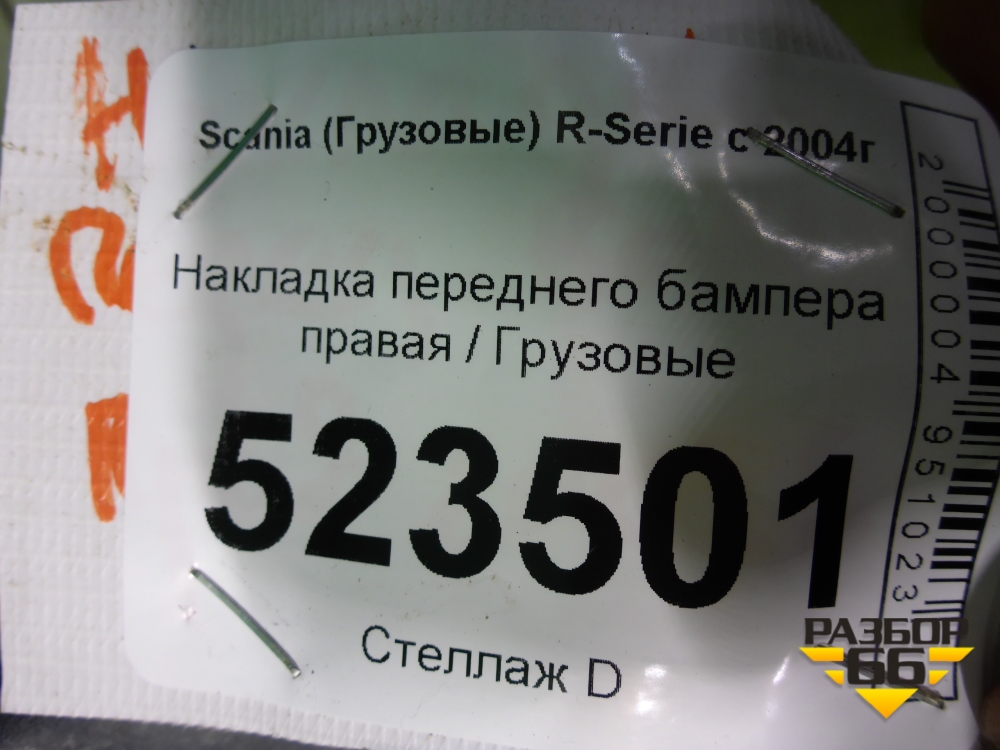 Scania (Грузовые) R-Serie с 2004г
Накладка переднего бампера
правая / Грузовые
523501
Стеллаж D
2000004951023
РАЗБОР
66